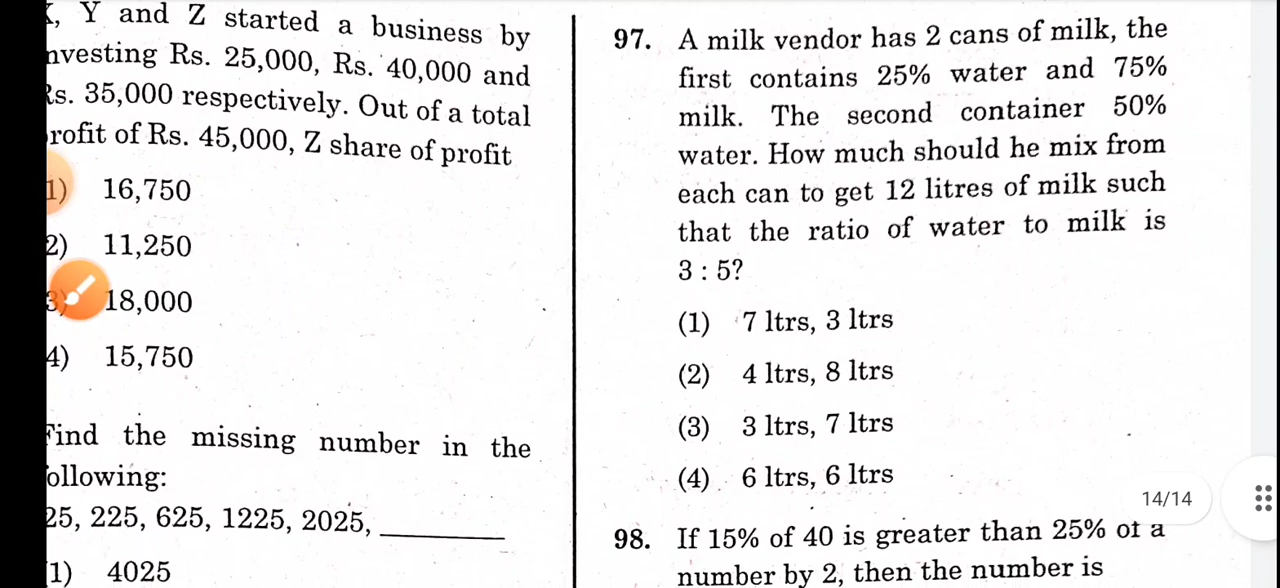 , Y and Z started a business by
nvesting Rs. 25,000, Rs. 40,000 and
Rs. 35,000 respectively. Out of a total
rofit of Rs. 45,000, Z share of profit
1) 16,750
2) 11,250
3) 18,000
4) 15,750
Find the missing number in the
ollowing:
25, 225, 625, 1225, 2025, ________
1) 4025
97. A milk vendor has 2 cans of milk, the
first contains 25% water and 75%
milk. The second container 50%
water. How much should he mix from
each can to get 12 litres of milk such
that the ratio of water to milk is
3 : 5?
(1) 7 ltrs, 3 ltrs
(2) 4 ltrs, 8 ltrs
(3) 3 ltrs, 7 ltrs
(4) 6 ltrs, 6 ltrs
14/14
98. If 15% of 40 is greater than 25% of a
number by 2, then the number is